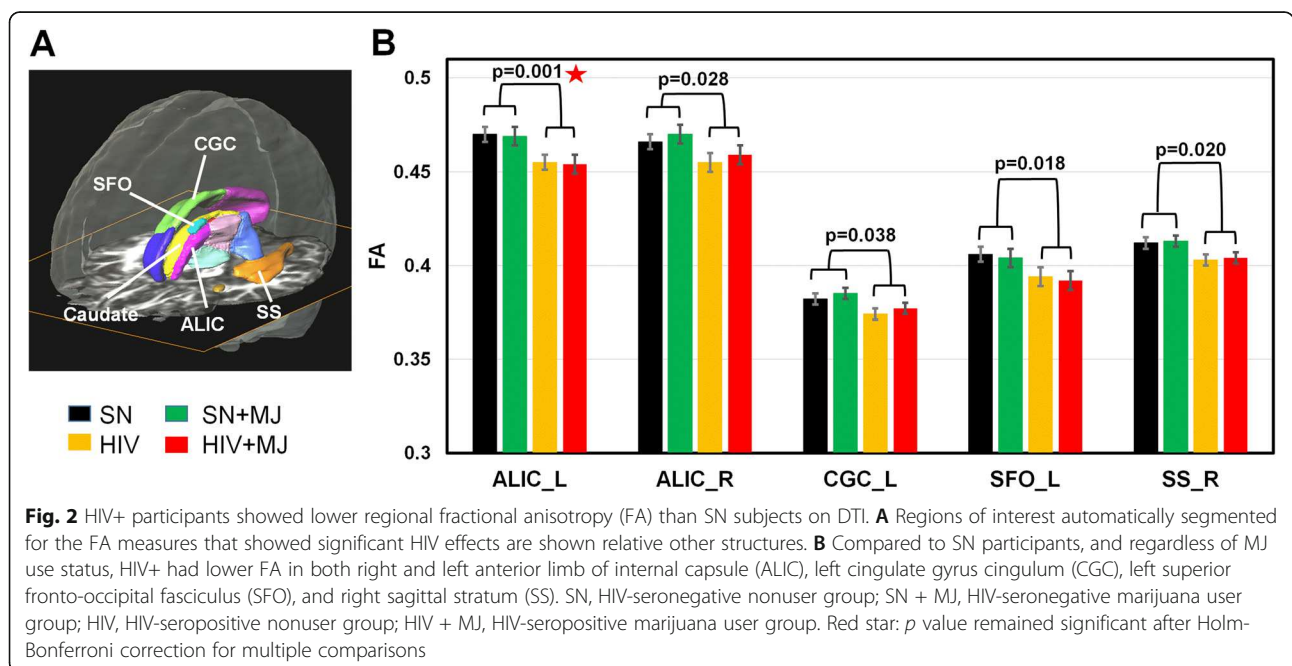 A
CGC
SFO
Caudate
ALIC
SS
SN
SN+MJ
HIV
HIV+MJ
B
p=0.001
p=0.028
p=0.038
p=0.018
p=0.020
0.5
0.45
0.4
0.35
0.3
FA
ALIC_L
ALIC_R
CGC_L
SFO_L
SS_R
Fig. 2 HIV+ participants showed lower regional fractional anisotropy (FA) than SN subjects on DTI. A Regions of interest automatically segmented
for the FA measures that showed significant HIV effects are shown relative other structures. B Compared to SN participants, and regardless of MJ
use status, HIV+ had lower FA in both right and left anterior limb of internal capsule (ALIC), left cingulate gyrus cingulum (CGC), left superior
fronto-occipital fasciculus (SFO), and right sagittal stratum (SS). SN, HIV-seronegative nonuser group; SN + MJ, HIV-seronegative marijuana user
group; HIV, HIV-seropositive nonuser group; HIV + MJ, HIV-seropositive marijuana user group. Red star: p value remained significant after Holm-
Bonferroni correction for multiple comparisons